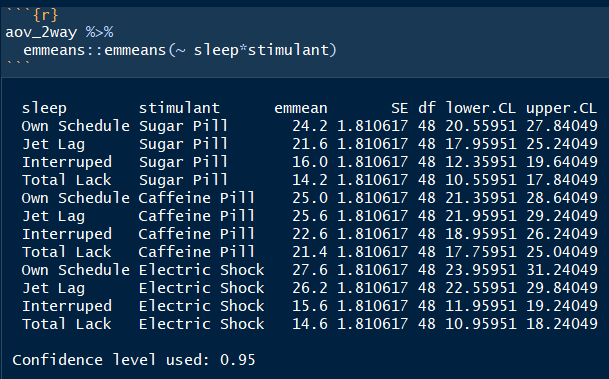 ```{r}
aov_2way %>%
  emmeans::emmeans(~ sleep*stimulant)
```
sleep stimulant emmean SE df lower.CL upper.CL
Own Schedule Sugar Pill 24.2 1.810617 48 20.55951 27.84049
Jet Lag Sugar Pill 21.6 1.810617 48 17.95951 25.24049
Interruped Sugar Pill 16.0 1.810617 48 12.35951 19.64049
Total Lack Sugar Pill 14.2 1.810617 48 10.55951 17.84049
Own Schedule Caffeine Pill 25.0 1.810617 48 21.35951 28.64049
Jet Lag Caffeine Pill 25.6 1.810617 48 21.95951 29.24049
Interruped Caffeine Pill 22.6 1.810617 48 18.95951 26.24049
Total Lack Caffeine Pill 21.4 1.810617 48 17.75951 25.04049
Own Schedule Electric Shock 27.6 1.810617 48 23.95951 31.24049
Jet Lag Electric Shock 26.2 1.810617 48 22.55951 29.84049
Interruped Electric Shock 15.6 1.810617 48 11.95951 19.24049
Total Lack Electric Shock 14.6 1.810617 48 10.95951 18.24049
Confidence level used: 0.95